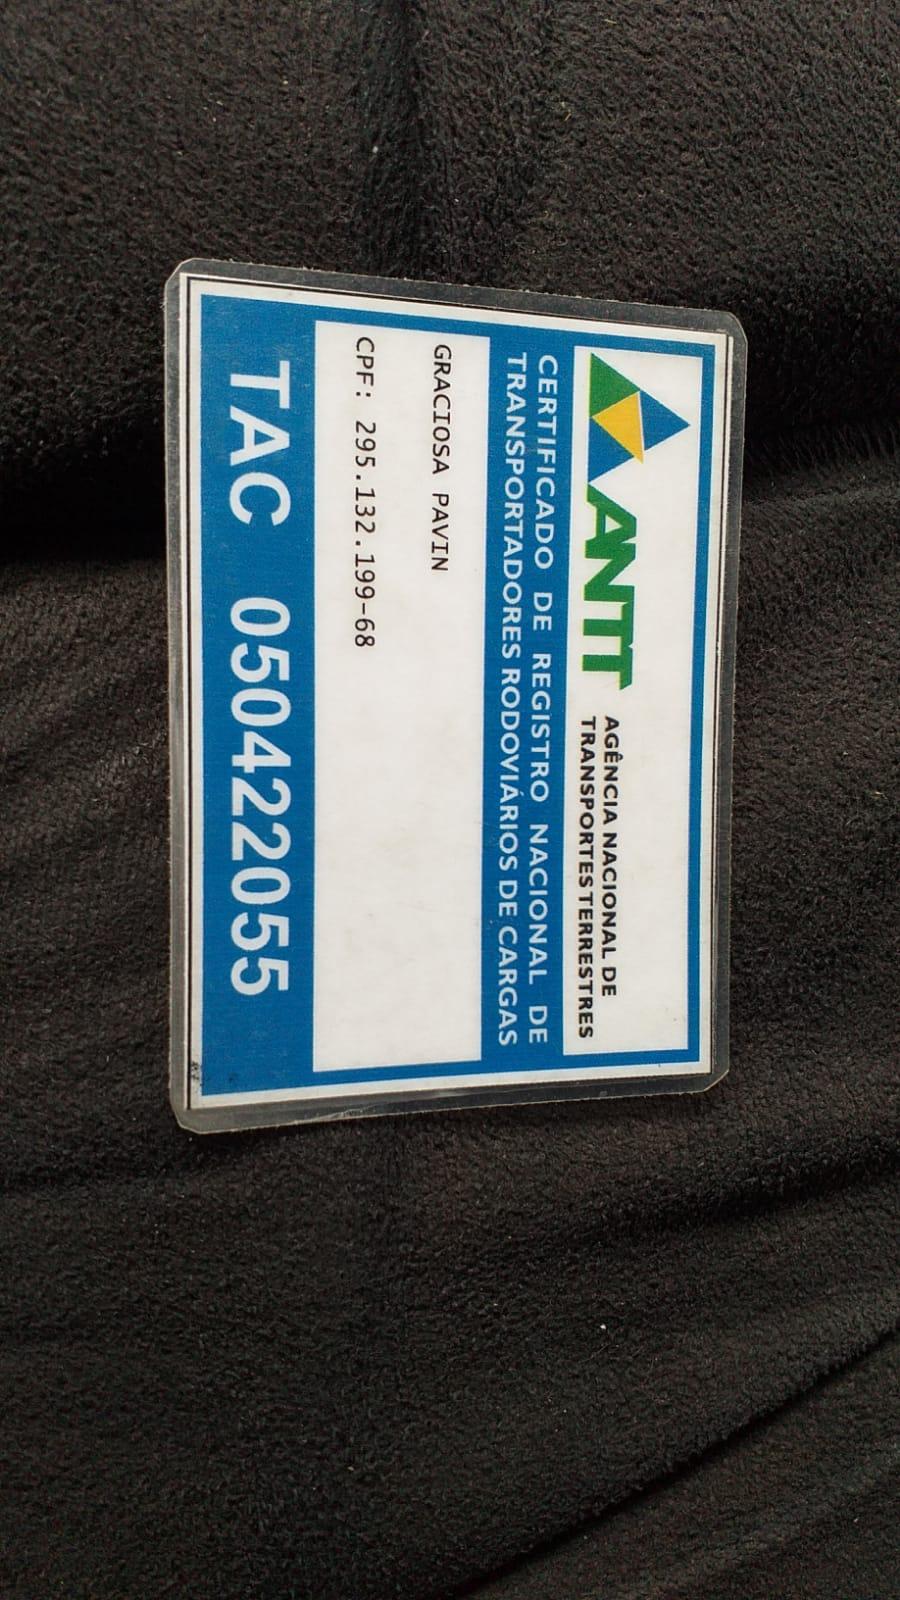 ANTT
AGÊNCIA NACIONAL DE
TRANSPORTES TERRESTRES
CERTIFICADO DE REGISTRO NACIONAL DE
TRANSPORTADORES RODOVIÁRIOS DE CARGAS
GRACIOSA PAVIN
CPF: 295.132.199-68
TAC 050422055